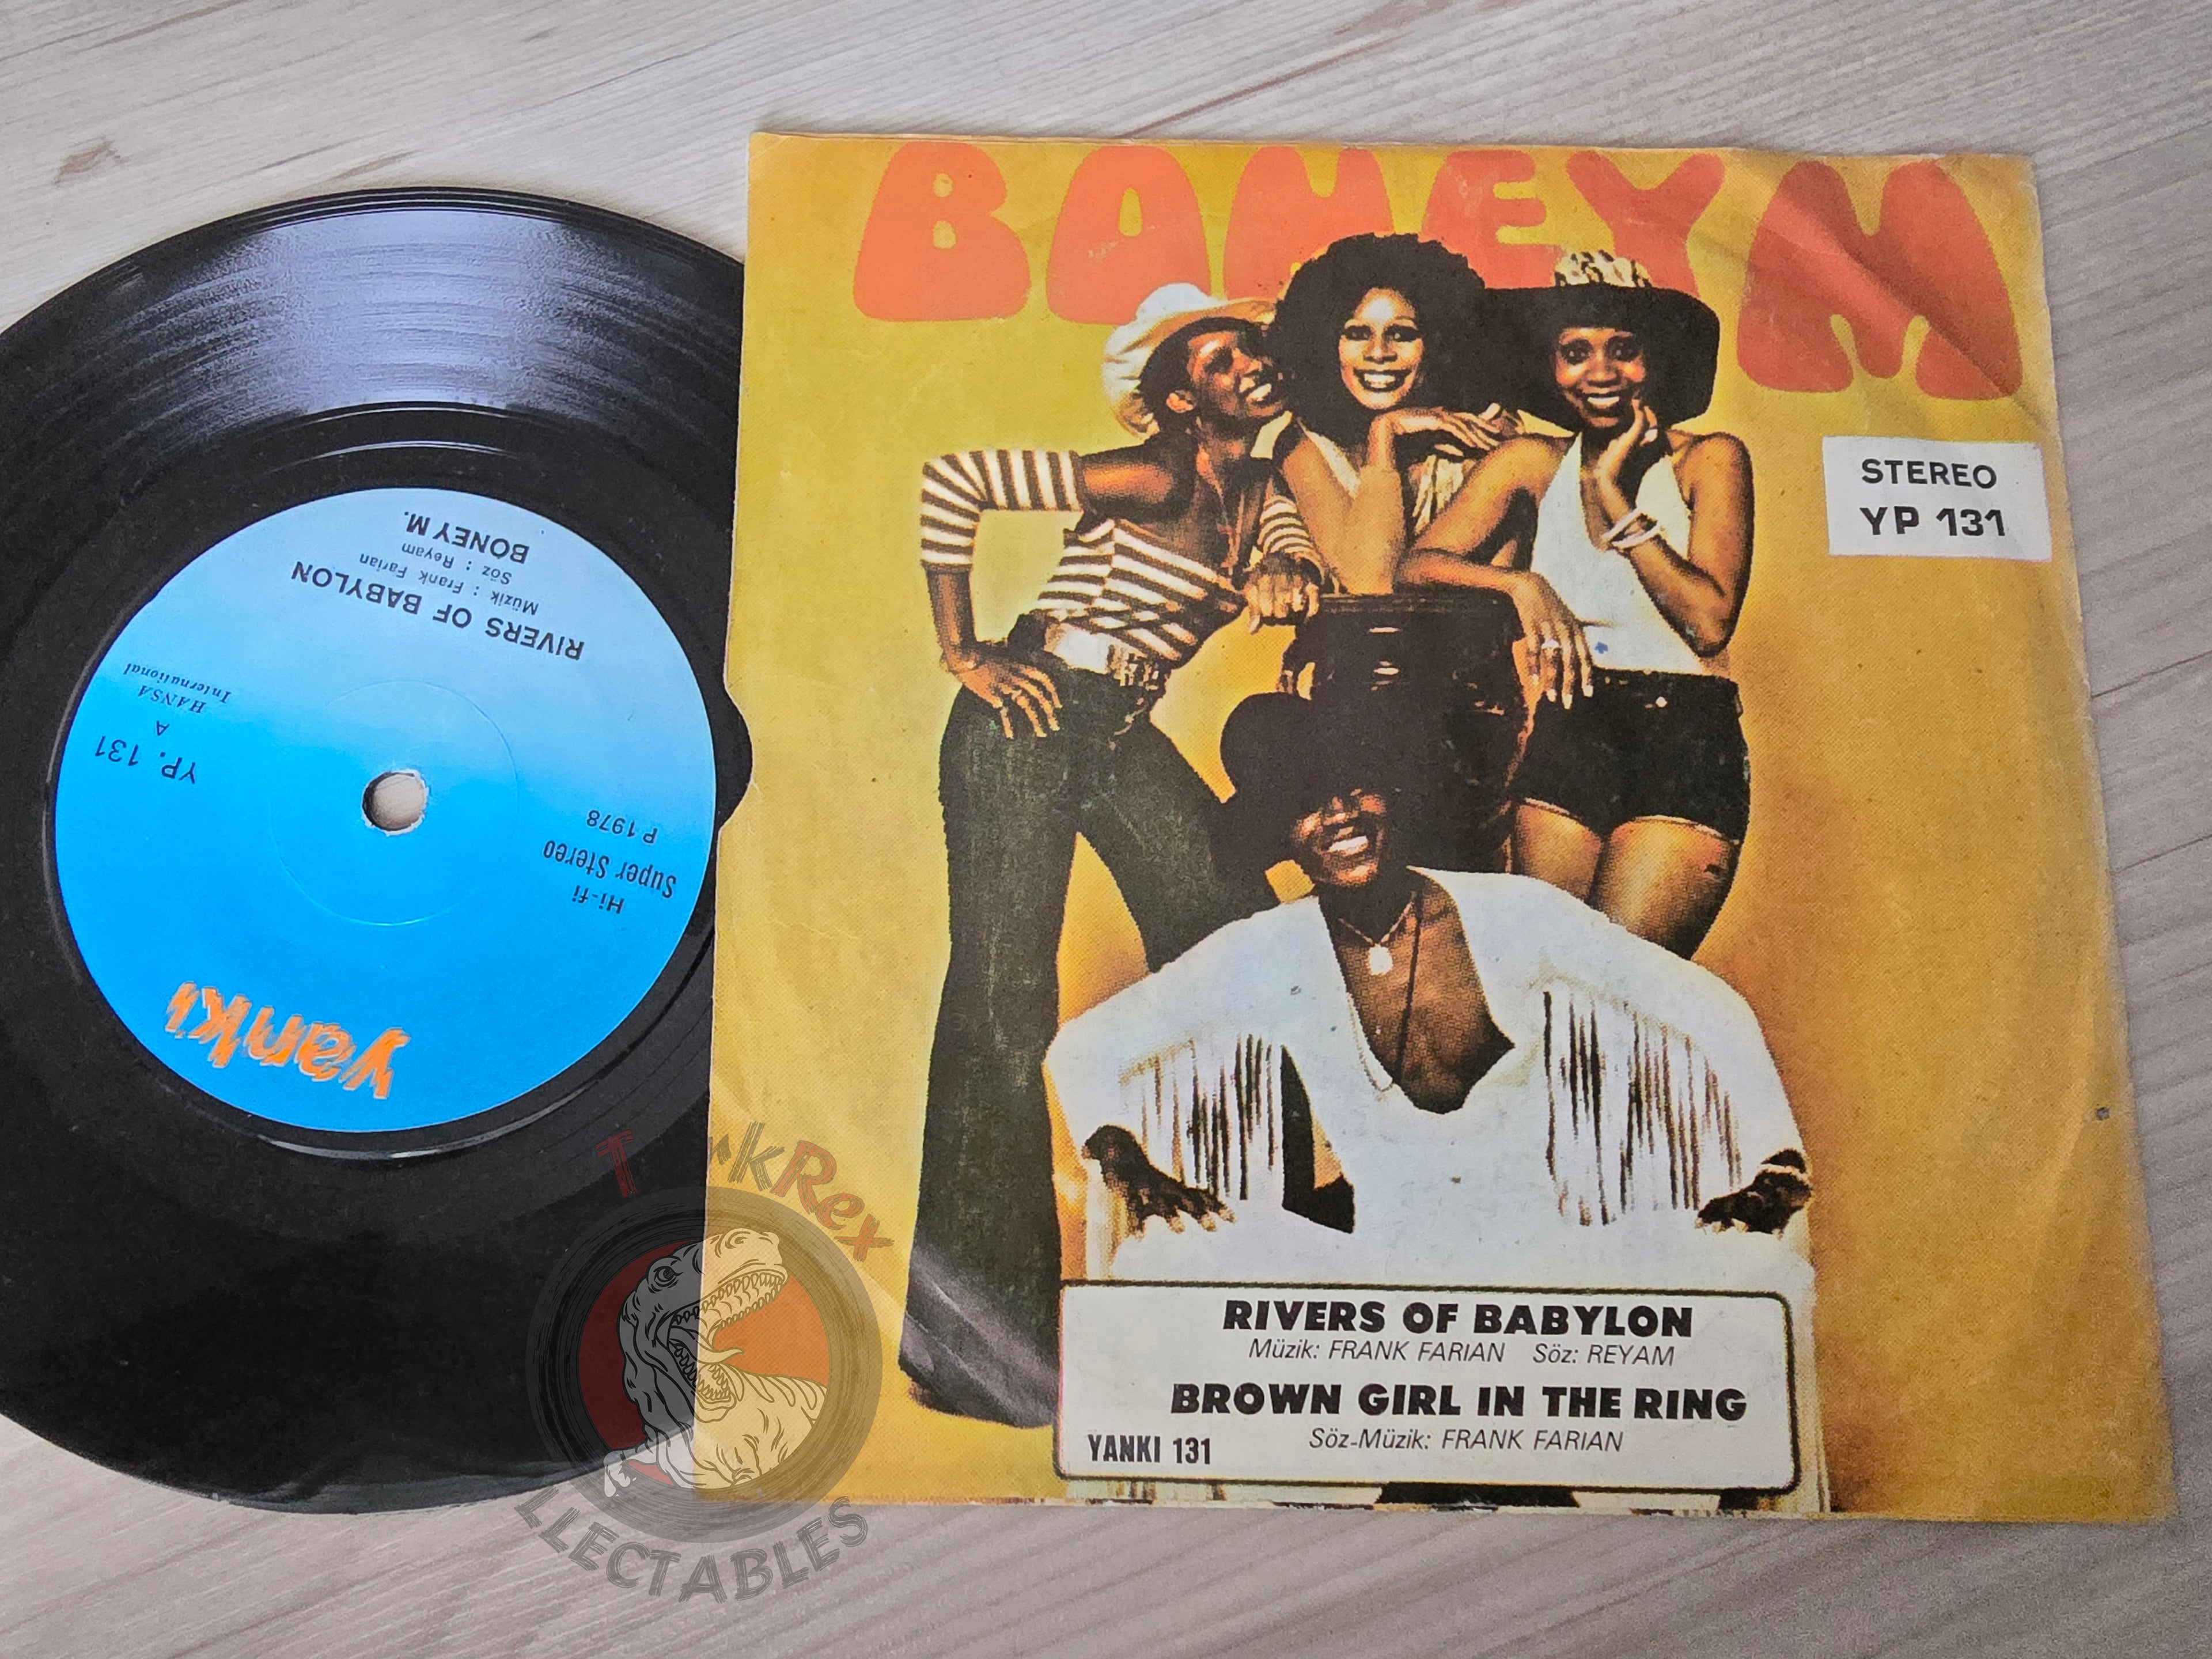 BONEY M
STEREO
YP 131
RIVERS OF BABYLON
Müzik: FRANK FARIAN Söz: REYAM
BROWN GIRL IN THE RING
Söz-Müzik: FRANK FARIAN
YANKI 131
yankı
Hi-fi
Super Stereo
P 1978
YP. 131
A
HANSA
International
RIVERS OF BABYLON
Müzik : Frank Farian
Söz : Reyam
BONEY M.